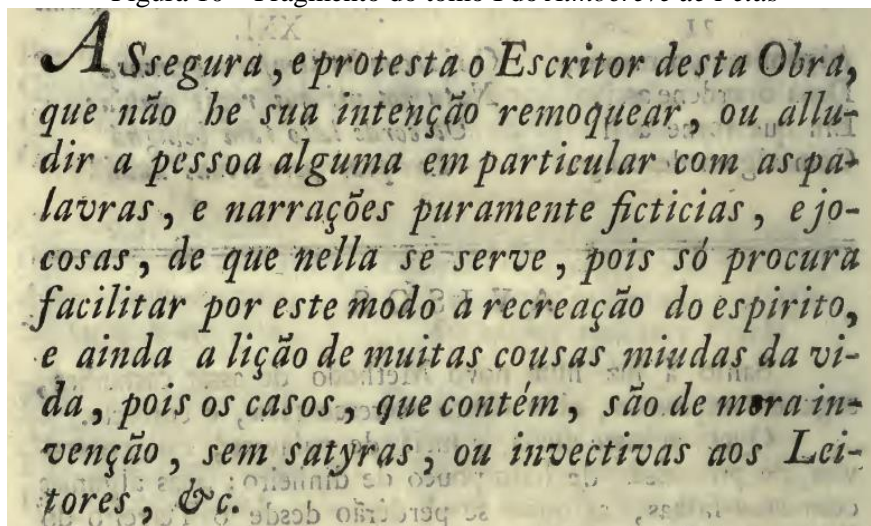 Figura 10 – Fragmento do tomo I do Almocreve de Petas
ASsegura, e protesta o Escritor desta Obra,
que não he sua intenção remoquear, ou allu-
dir a pessoa alguma em particular com as pa-
lavras, e narrações puramente ficticias, e jo-
cosas, de que nella se serve, pois só procura
facilitar por este modo a recreação do espirito,
e ainda a lição de muitas cousas miudas da vi-
da, pois os casos, que contém, são de mera in-
venção, sem satyras, ou invectivas aos Lei-
tores, &c.